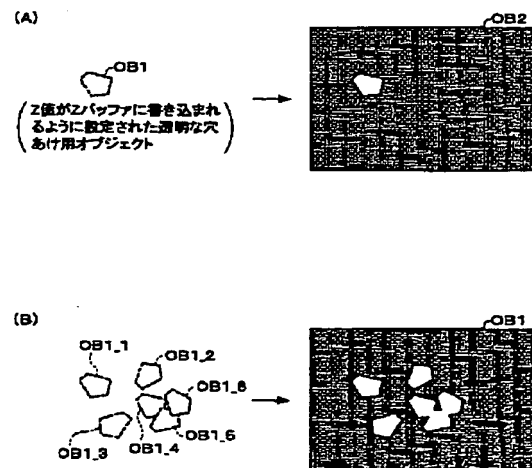 (A)
OB2
OB1
(Z値がZバッファに書き込まれ
るように設定された透明な穴
あけ用オブジェクト)
(B)
OB1
OB1_1
OB1_2
OB1_6
OB1_3
OB1_4
OB1_5